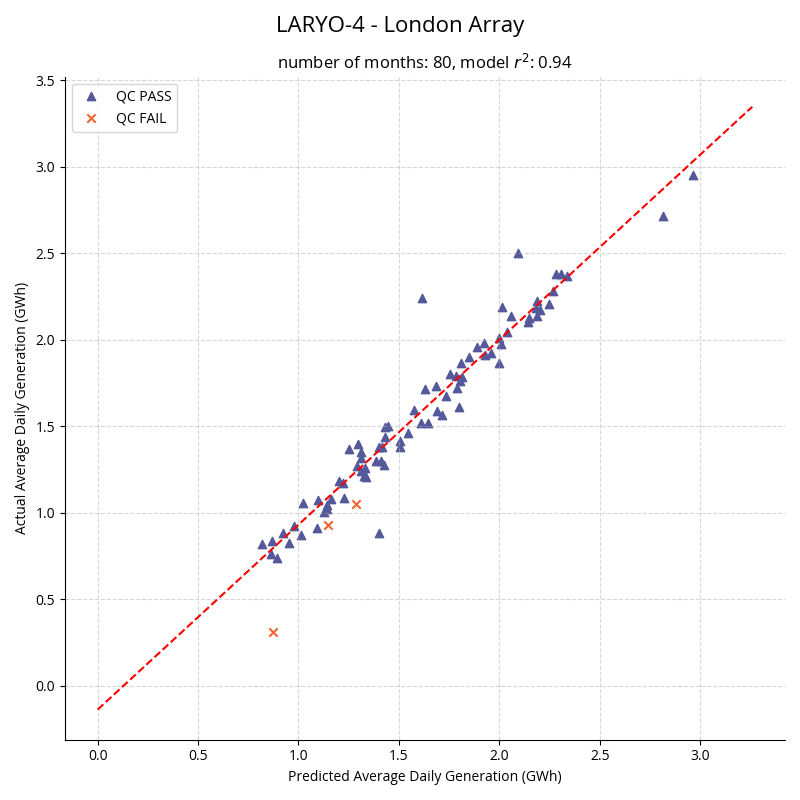 LARYO-4 - London Array
number of months: 80, model r²: 0.94
QC PASS
QC FAIL
Actual Average Daily Generation (GWh)
3.5
3.0
2.5
2.0
1.5
1.0
0.5
0.0
0.0 0.5 1.0 1.5 2.0 2.5 3.0
Predicted Average Daily Generation (GWh)